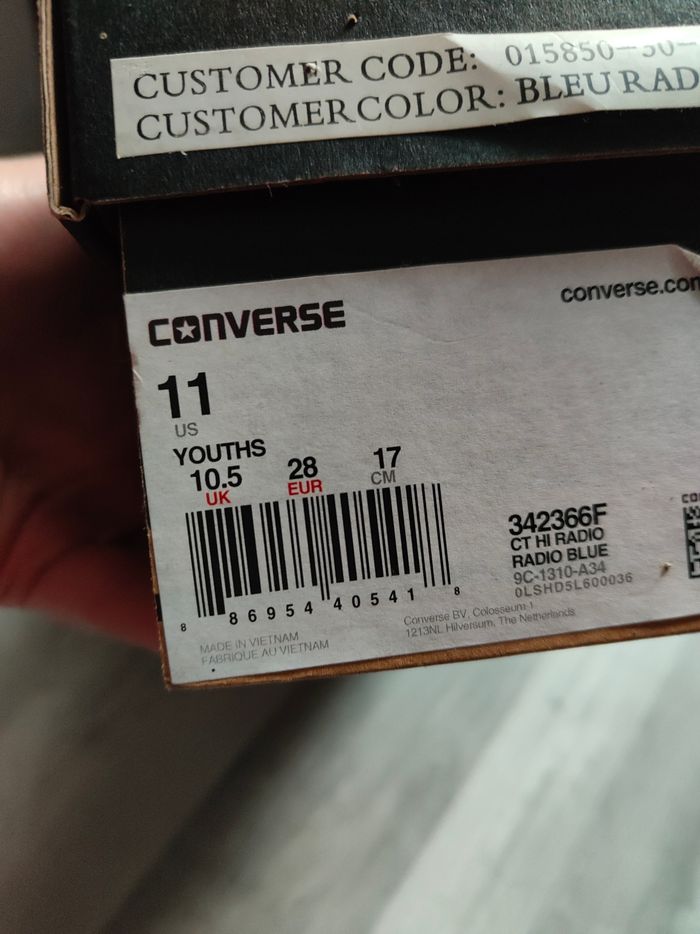 CUSTOMER CODE: 015850-30-
CUSTOMERCOLOR: BLEU RAD
CONVERSE
converse.com
11
US
YOUTHS
10.5 28 17
UK EUR CM
342366F
CT HI RADIO
RADIO BLUE
9C-1310-A34
0LSHD5L600036
8 86954 40541 8
Converse BV, Colosseum 1
1213NL Hilversum, The Netherlands
MADE IN VIETNAM
FABRIQUE AU VIETNAM